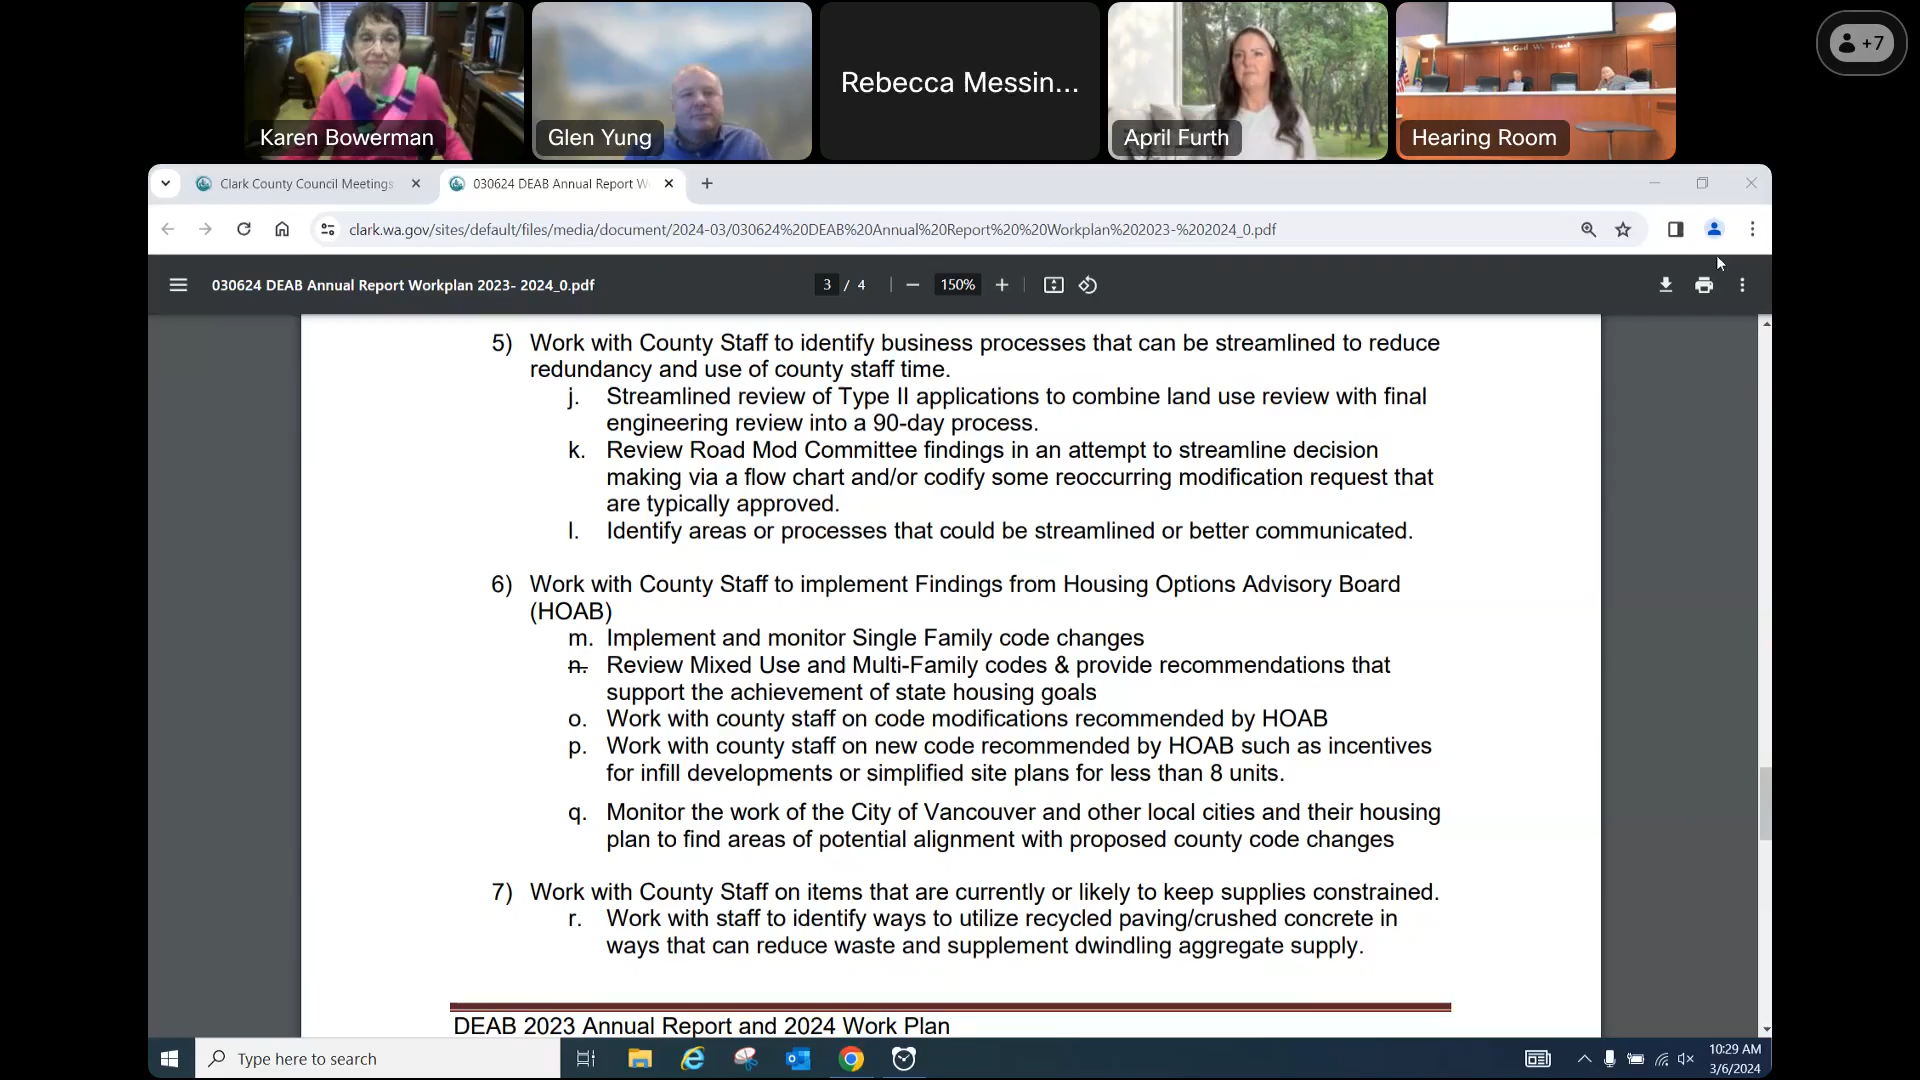 Karen Bowerman
Glen Yung
Rebecca Messin...
April Furth
In God We Trust
Hearing Room
+7
Clark County Council Meetings
030624 DEAB Annual Report W
clark.wa.gov/sites/default/files/media/document/2024-03/030624%20DEAB%20Annual%20Report%20%20Workplan%202023-%202024_0.pdf
030624 DEAB Annual Report Workplan 2023- 2024_0.pdf
3 / 4
150%
5) Work with County Staff to identify business processes that can be streamlined to reduce
redundancy and use of county staff time.
j. Streamlined review of Type II applications to combine land use review with final
engineering review into a 90-day process.
k. Review Road Mod Committee findings in an attempt to streamline decision
making via a flow chart and/or codify some reoccurring modification request that
are typically approved.
l. Identify areas or processes that could be streamlined or better communicated.
6) Work with County Staff to implement Findings from Housing Options Advisory Board
(HOAB)
m. Implement and monitor Single Family code changes
n. Review Mixed Use and Multi-Family codes & provide recommendations that
support the achievement of state housing goals
o. Work with county staff on code modifications recommended by HOAB
p. Work with county staff on new code recommended by HOAB such as incentives
for infill developments or simplified site plans for less than 8 units.
q. Monitor the work of the City of Vancouver and other local cities and their housing
plan to find areas of potential alignment with proposed county code changes
7) Work with County Staff on items that are currently or likely to keep supplies constrained.
r. Work with staff to identify ways to utilize recycled paving/crushed concrete in
ways that can reduce waste and supplement dwindling aggregate supply.
DEAB 2023 Annual Report and 2024 Work Plan
Type here to search
10:29 AM
3/6/2024